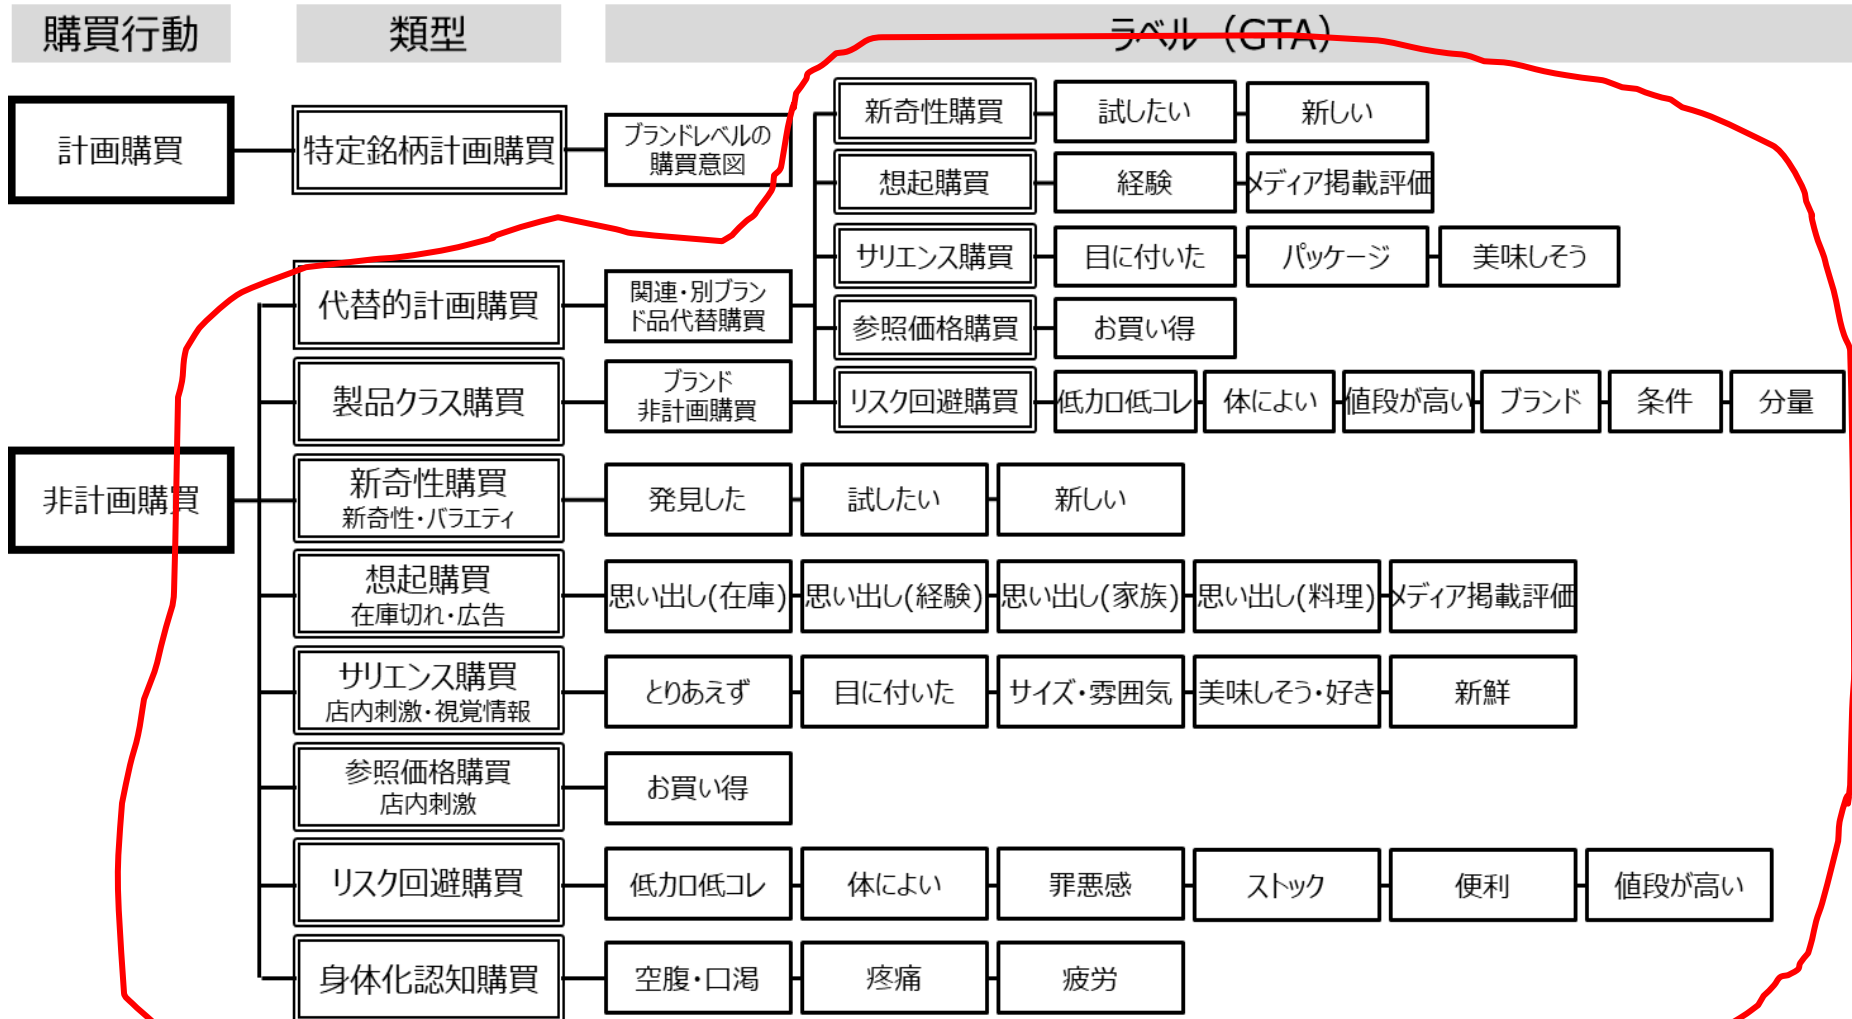 購買行動
類型
ラベル（GTA）
計画購買
特定銘柄計画購買
ブランドレベルの
購買意図
新奇性購買
試したい
新しい
想起購買
経験
メディア掲載評価
サリエンス購買
目に付いた
パッケージ
美味しそう
代替的計画購買
関連・別ブラン
ド品代替購買
参照価格購買
お買い得
製品クラス購買
ブランド
非計画購買
リスク回避購買
低カロ低コレ
体によい
値段が高い
ブランド
条件
分量
非計画購買
新奇性購買
新奇性・バラエティ
発見した
試したい
新しい
想起購買
在庫切れ・広告
思い出し(在庫)
思い出し(経験)
思い出し(家族)
思い出し(料理)
メディア掲載評価
サリエンス購買
店内刺激・視覚情報
とりあえず
目に付いた
サイズ・雰囲気
美味しそう・好き
新鮮
参照価格購買
店内刺激
お買い得
リスク回避購買
低カロ低コレ
体によい
罪悪感
ストック
便利
値段が高い
身体化認知購買
空腹・口渇
疼痛
疲労